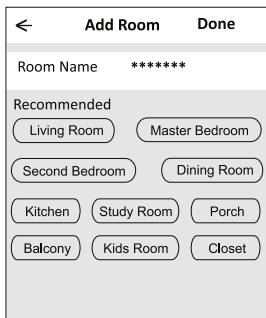 ← Add Room Done
Room Name *******
Recommended
Living Room Master Bedroom
Second Bedroom Dining Room
Kitchen Study Room Porch
Balcony Kids Room Closet